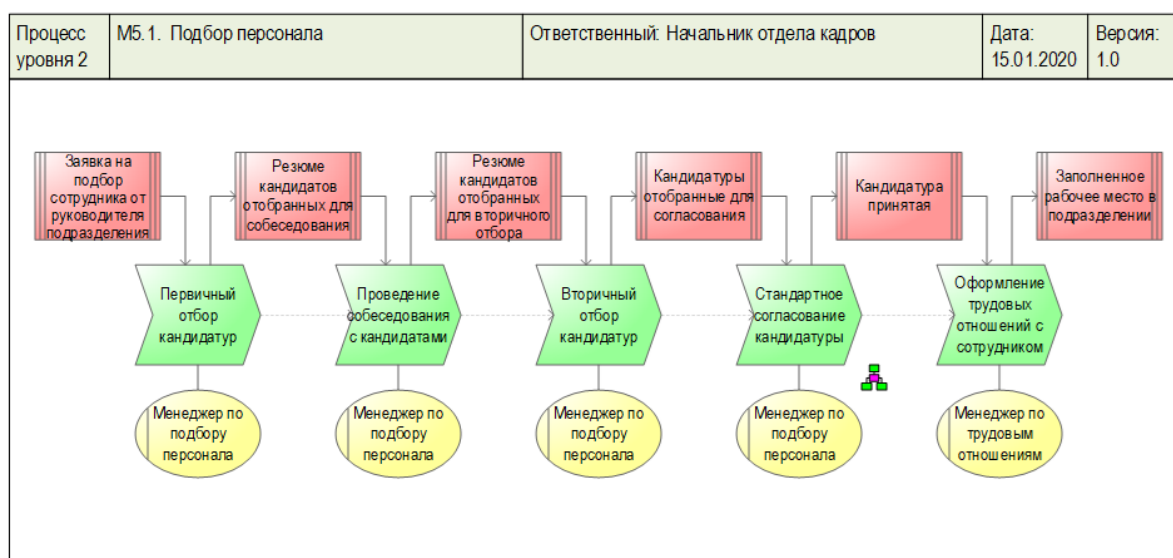 Процесс
уровня 2
М5.1. Подбор персонала
Ответственный: Начальник отдела кадров
Дата:
15.01.2020
Версия:
1.0
Заявка на
подбор
сотрудника от
руководителя
подразделения
Резюме
кандидатов
отобранных для
собеседования
Резюме
кандидатов
отобранных
для вторичного
отбора
Кандидатуры
отобранные для
согласования
Кандидатура
принятая
Заполненное
рабочее место в
подразделении
Первичный
отбор
кандидатур
Проведение
собеседования
с кандидатами
Вторичный
отбор
кандидатур
Стандартное
согласование
кандидатуры
Оформление
трудовых
отношений с
сотрудником
Менеджер по
подбору
персонала
Менеджер по
подбору
персонала
Менеджер по
подбору
персонала
Менеджер по
подбору
персонала
Менеджер по
трудовым
отношениям